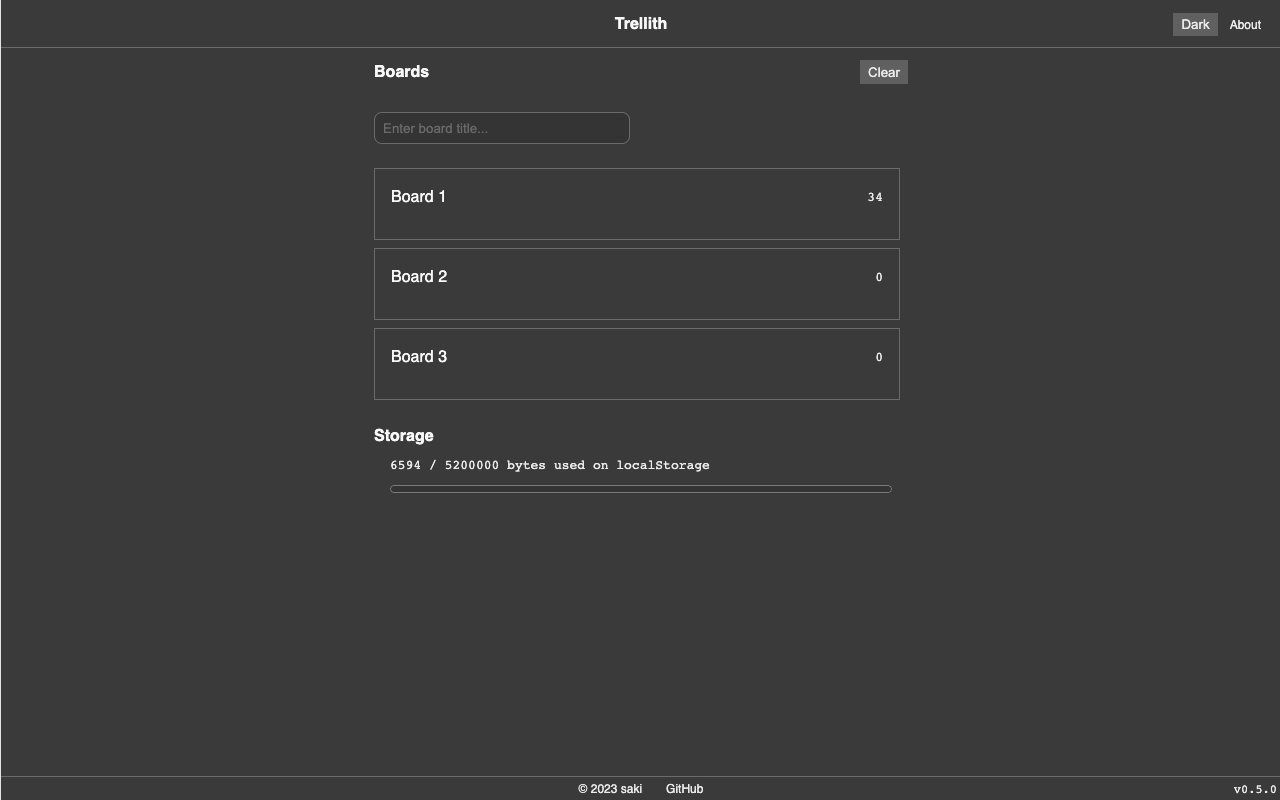 Trellith
Dark
About
Boards
Clear
Enter board title...
Board 1
34
Board 2
0
Board 3
0
Storage
6594 / 5200000 bytes used on localStorage
© 2023 saki
GitHub
v0.5.0